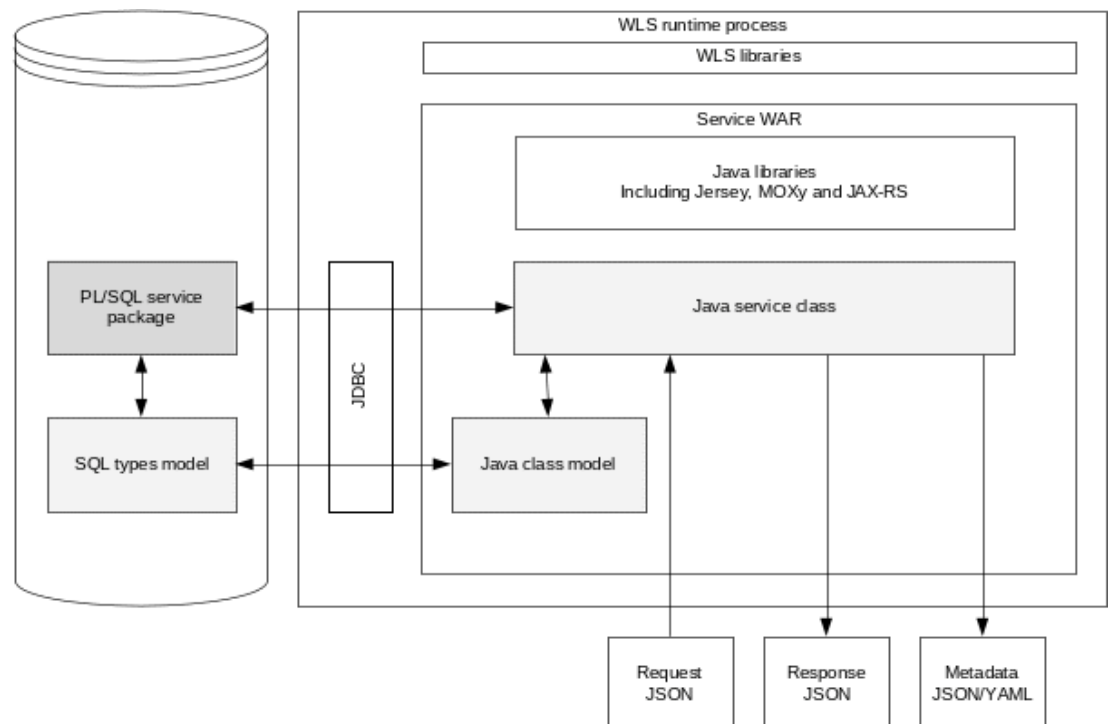 WLS runtime process
WLS libraries
Service WAR
Java libraries
Including Jersey, MOXy and JAX-RS
PL/SQL service
package
JDBC
Java service class
SQL types model
Java class model
Request
JSON
Response
JSON
Metadada
JSON/YAML